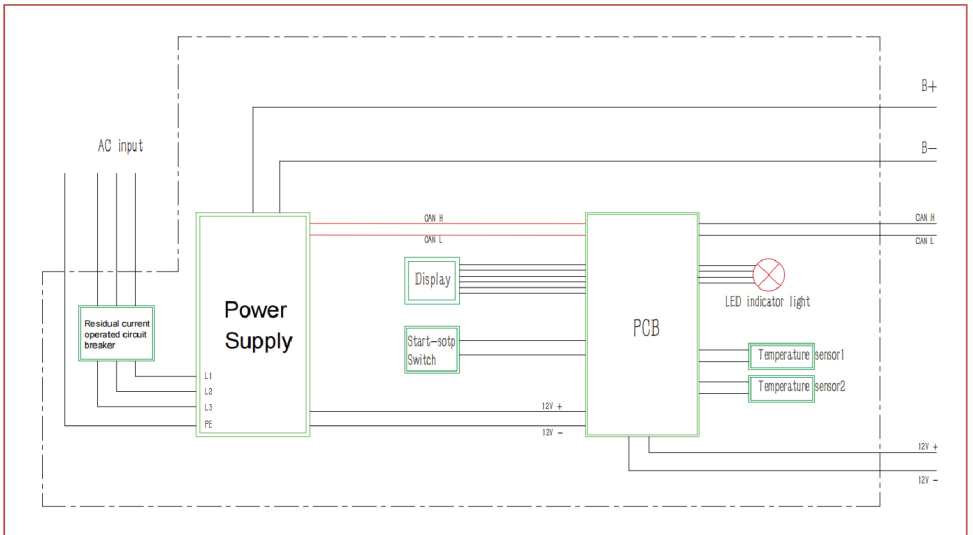 B+
AC input
B-
CAN H
CAN L
CAN H
CAN L
Display
LED indicator light
Residual current
operated circuit
breaker
Power
Supply
PCB
Start-sotp
Switch
Temperature sensor1
Temperature sensor2
L1
L2
L3
PE
12V +
12V -
12V +
12V -